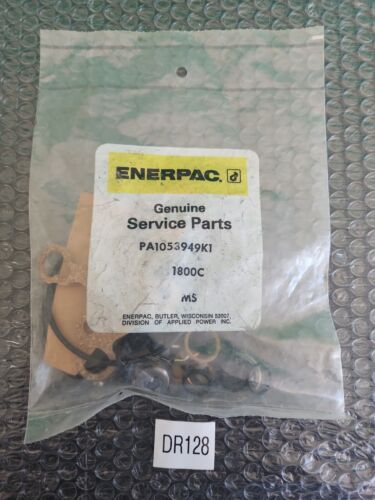 ENERPAC.
Genuine
Service Parts
PA1053949K1
1800C
MS
ENERPAC, BUTLER, WISCONSIN 53007,
DIVISION OF APPLIED POWER INC.
DR128